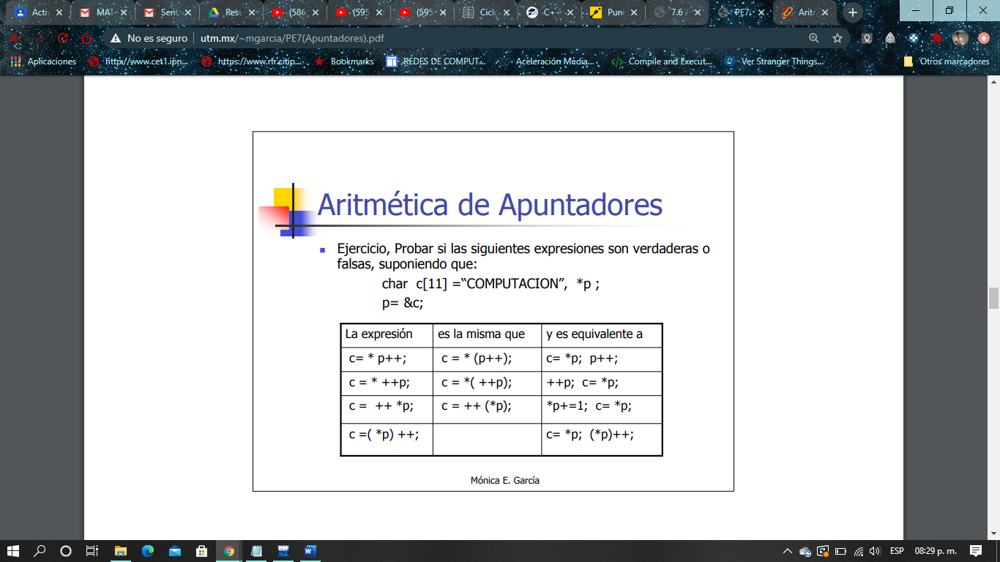 Acti
MAT
Sent
Resu
(586
(595
(595
Cicl
C++
Pun
7.6 /
PE7(
Aritm
No es seguro
utm.mx/~mgarcia/PE7(Apuntadores).pdf
Aplicaciones
http://www.cet1.ipn...
https://www.rfr.citip...
Bookmarks
REDES DE COMPUT...
Aceleración Media...
Compile and Execut...
Ver Stranger Things...
Otros marcadores
Aritmética de Apuntadores
Ejercicio, Probar si las siguientes expresiones son verdaderas o
falsas, suponiendo que:
char c[11] =“COMPUTACION”, *p ;
p= &c;
La expresión es la misma que y es equivalente a
c= * p++; c = * (p++); c= *p; p++;
c = * ++p; c = *( ++p); ++p; c= *p;
c = ++ *p; c = ++ (*p); *p+=1; c= *p;
c =( *p) ++; c= *p; (*p)++;
Mónica E. García
ESP
08:29 p. m.